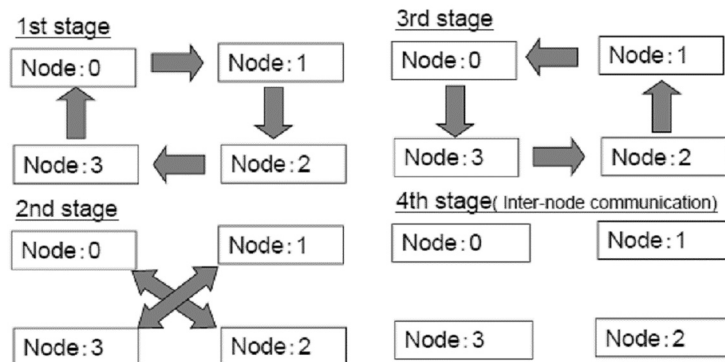 1st stage
Node:0
Node:1
Node:3
Node:2
2nd stage
Node:0
Node:1
Node:3
Node:2
3rd stage
Node:0
Node:1
Node:3
Node:2
4th stage( Inter-node communication)
Node:0
Node:1
Node:3
Node:2